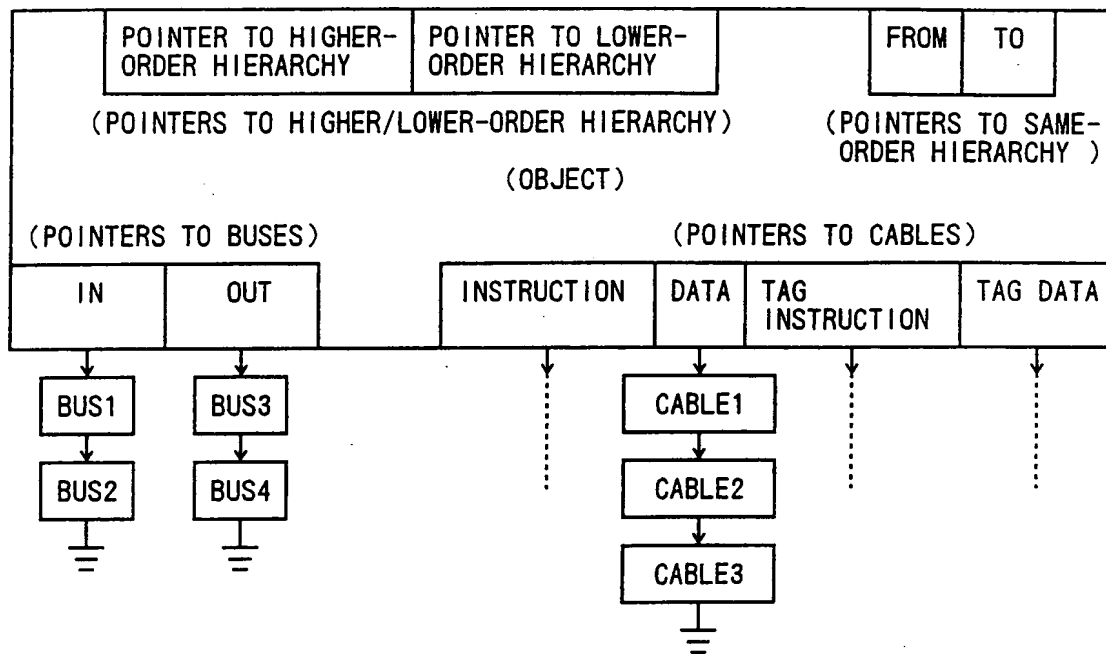 POINTER TO HIGHER-
ORDER HIERARCHY
POINTER TO LOWER-
ORDER HIERARCHY
FROM
TO
(POINTERS TO HIGHER/LOWER-ORDER HIERARCHY)
(POINTERS TO SAME-
ORDER HIERARCHY )
(OBJECT)
(POINTERS TO BUSES)
(POINTERS TO CABLES)
IN
OUT
INSTRUCTION
DATA
TAG
INSTRUCTION
TAG DATA
BUS1
BUS3
CABLE1
BUS2
BUS4
CABLE2
CABLE3